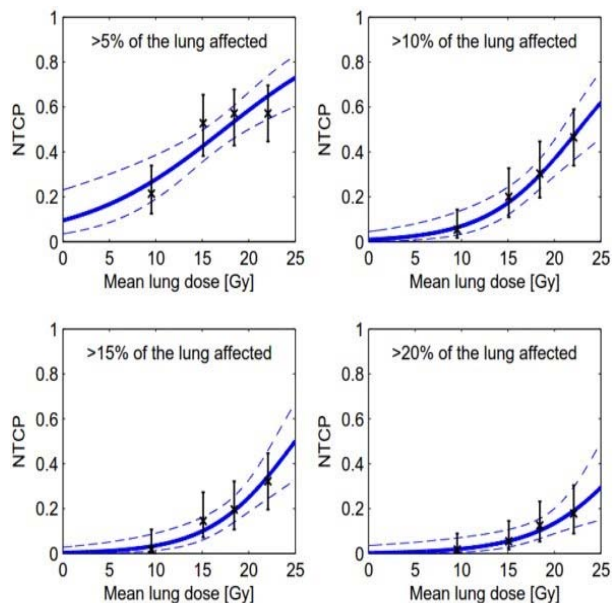 >5% of the lung affected
1
0.8
0.6
0.4
0.2
0
NTCP
0 5 10 15 20 25
Mean lung dose [Gy]
>10% of the lung affected
1
0.8
0.6
0.4
0.2
0
NTCP
0 5 10 15 20 25
Mean lung dose [Gy]
>15% of the lung affected
1
0.8
0.6
0.4
0.2
0
NTCP
0 5 10 15 20 25
Mean lung dose [Gy]
>20% of the lung affected
1
0.8
0.6
0.4
0.2
0
NTCP
0 5 10 15 20 25
Mean lung dose [Gy]